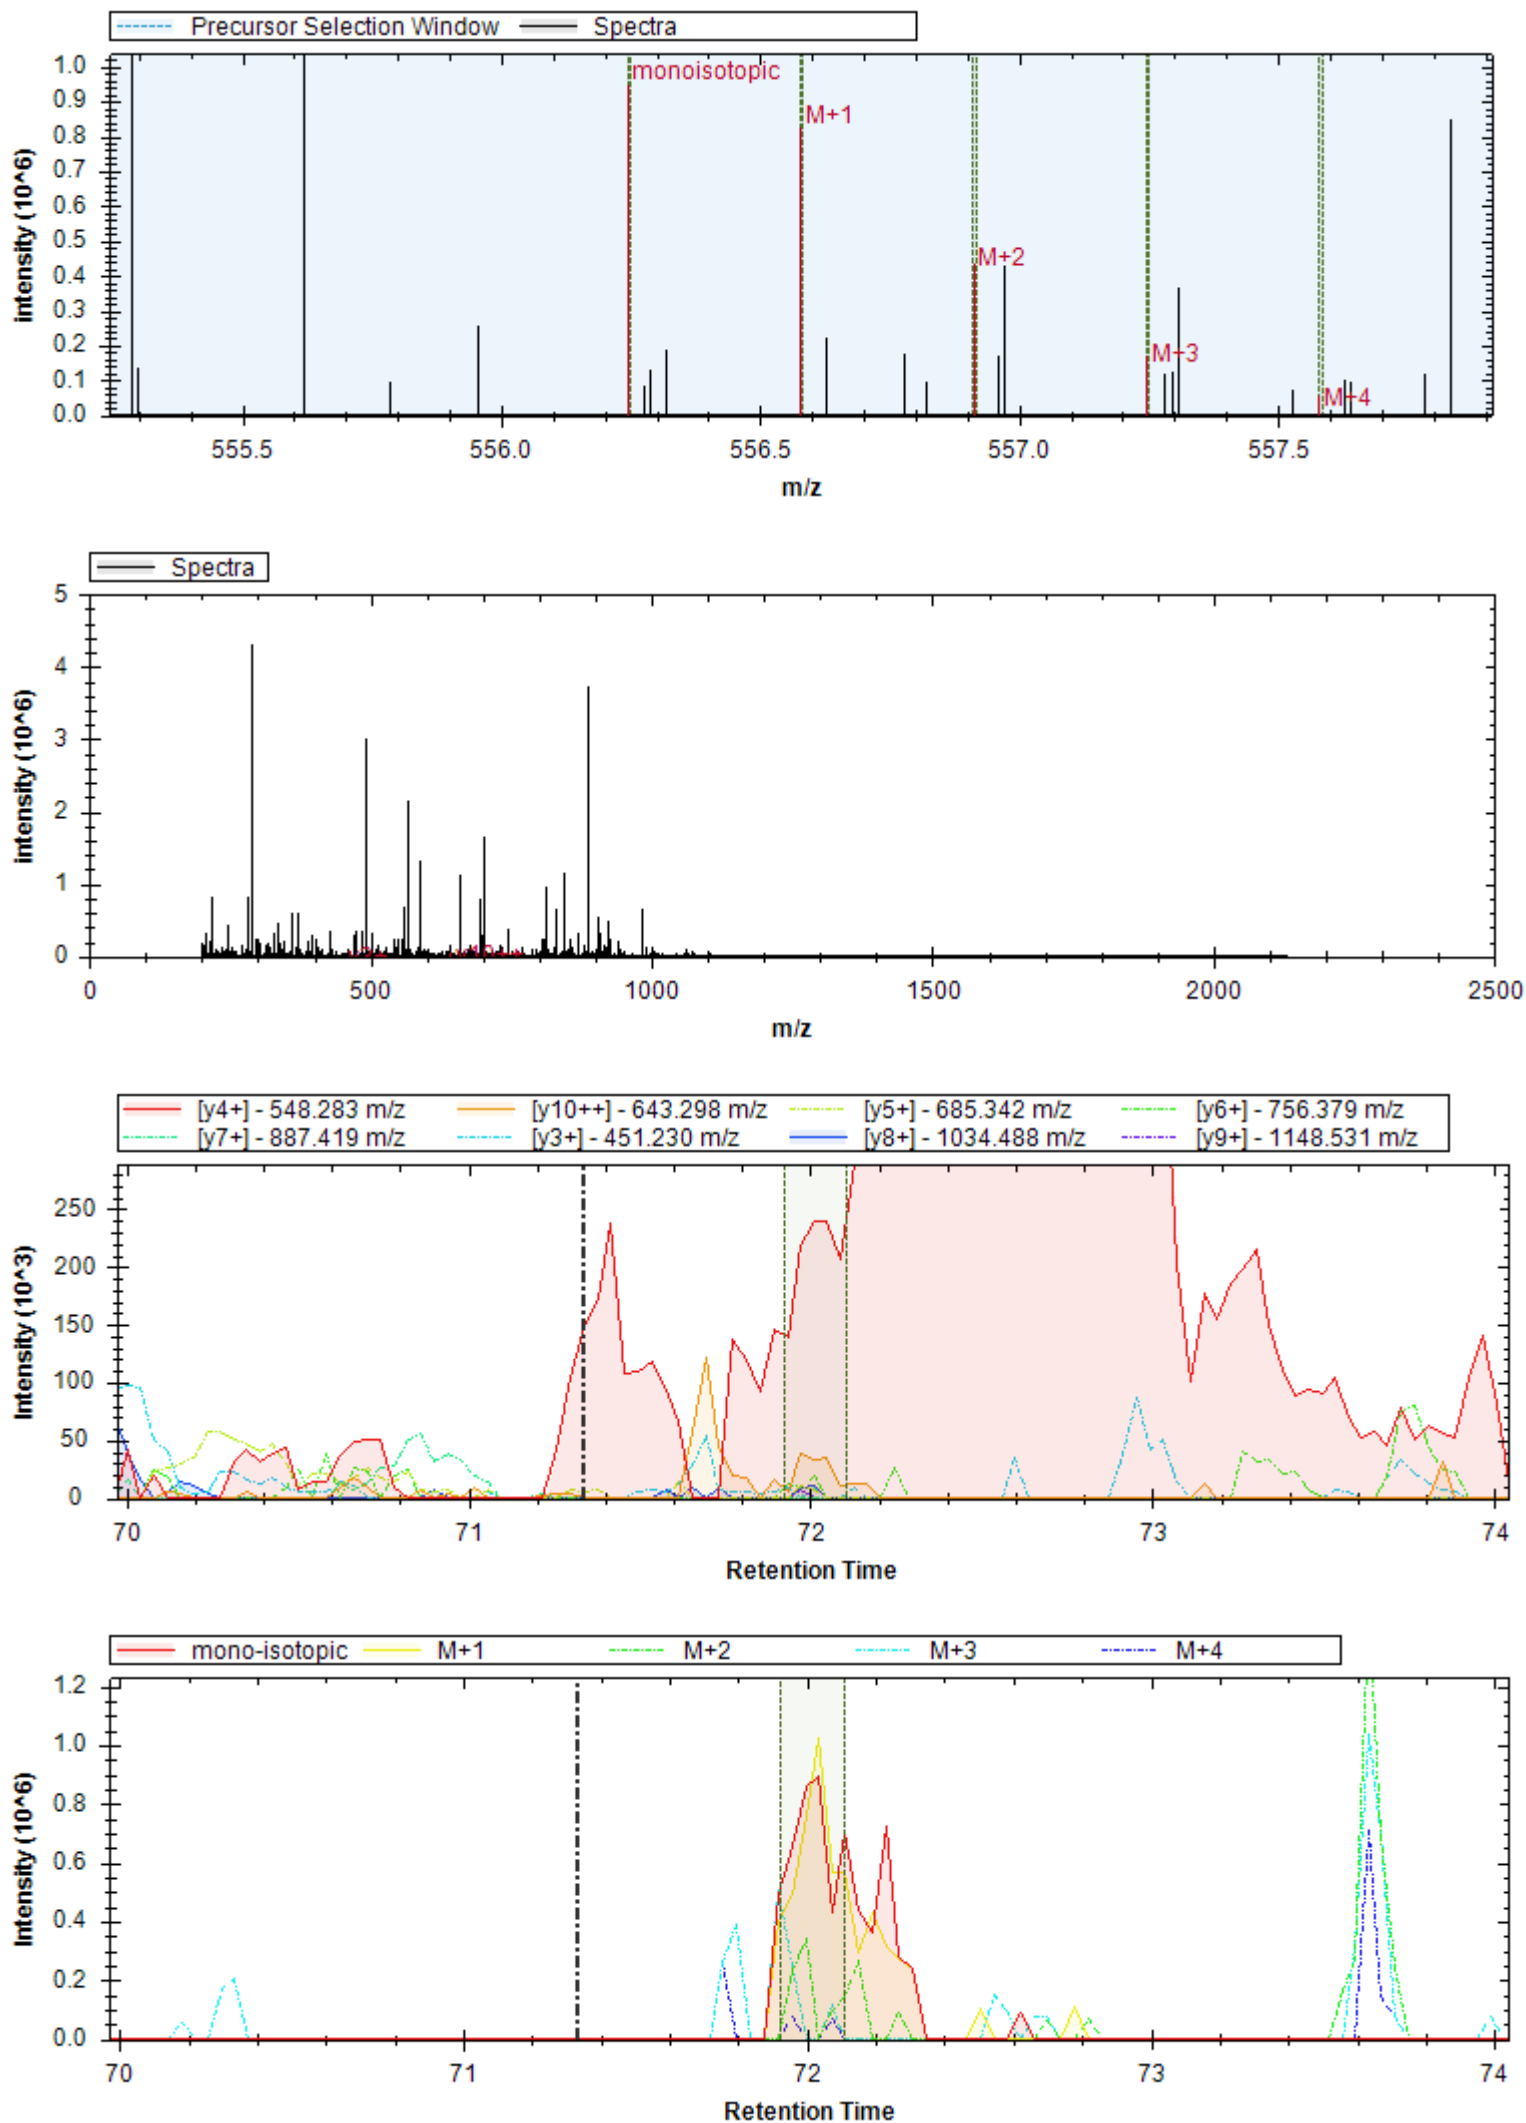 Precursor Selection Window Spectra
1.0
0.9
0.8
0.7
0.6
0.5
0.4
0.3
0.2
0.1
0.0
intensity (10^6)
monoisotopic
M+1
M+2
M+3
M+4
555.5 556.0 556.5 557.0 557.5
m/z
Spectra
5
4
3
2
1
0
intensity (10^6)
0 500 1000 1500 2000 2500
m/z
[y4+] - 548.283 m/z [y10++] - 643.298 m/z [y5+] - 685.342 m/z [y6+] - 756.379 m/z
[y7+] - 887.419 m/z [y3+] - 451.230 m/z [y8+] - 1034.488 m/z [y9+] - 1148.531 m/z
250
200
150
100
50
0
Intensity (10^3)
70 71 72 73 74
Retention Time
mono-isotopic M+1 M+2 M+3 M+4
1.2
1.0
0.8
0.6
0.4
0.2
0.0
Intensity (10^6)
70 71 72 73 74
Retention Time